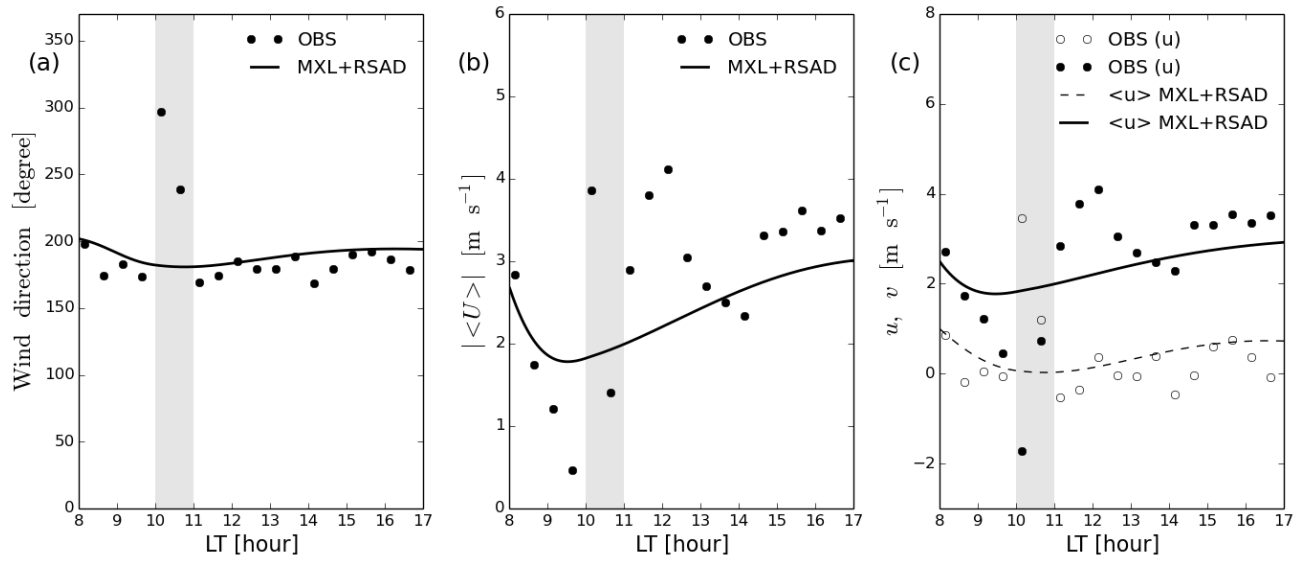 (a)
OBS
MXL+RSAD
Wind direction [degree]
350
300
250
200
150
100
50
0
8 9 10 11 12 13 14 15 16 17
LT [hour]
(b)
OBS
MXL+RSAD
|<U>| [m s⁻¹]
6
5
4
3
2
1
0
8 9 10 11 12 13 14 15 16 17
LT [hour]
(c)
OBS (u)
OBS (u)
<u> MXL+RSAD
<u> MXL+RSAD
u, v [m s⁻¹]
8
6
4
2
0
−2
8 9 10 11 12 13 14 15 16 17
LT [hour]